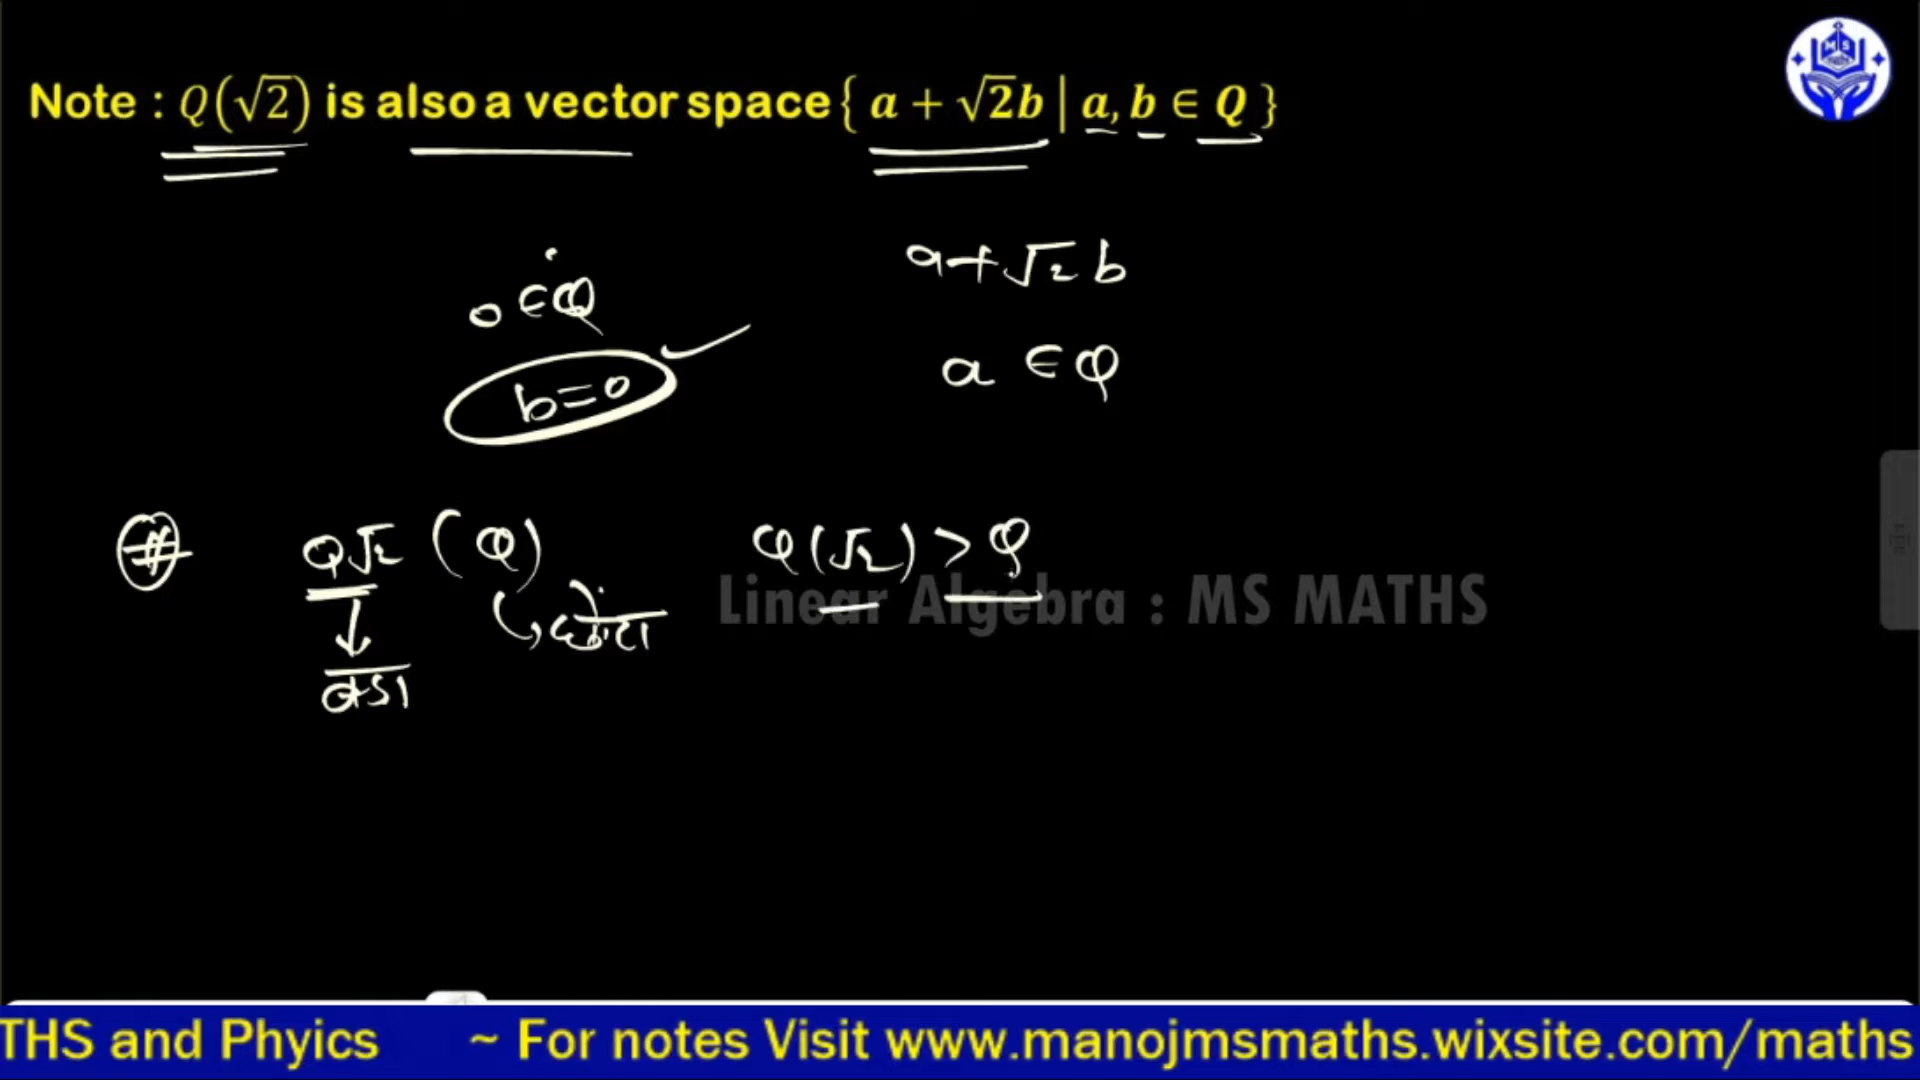 Note : Q(√2) is also a vector space { a + √2b | a, b ∈ Q }
0 ∈ Q
a + √2 b
b = 0
a ∈ Q
# Q√2 (Q) Q(√2) > Q
छोटा
बड़ा
Linear Algebra : MS MATHS
THS and Phyics ~ For notes Visit www.manojmsmaths.wixsite.com/maths